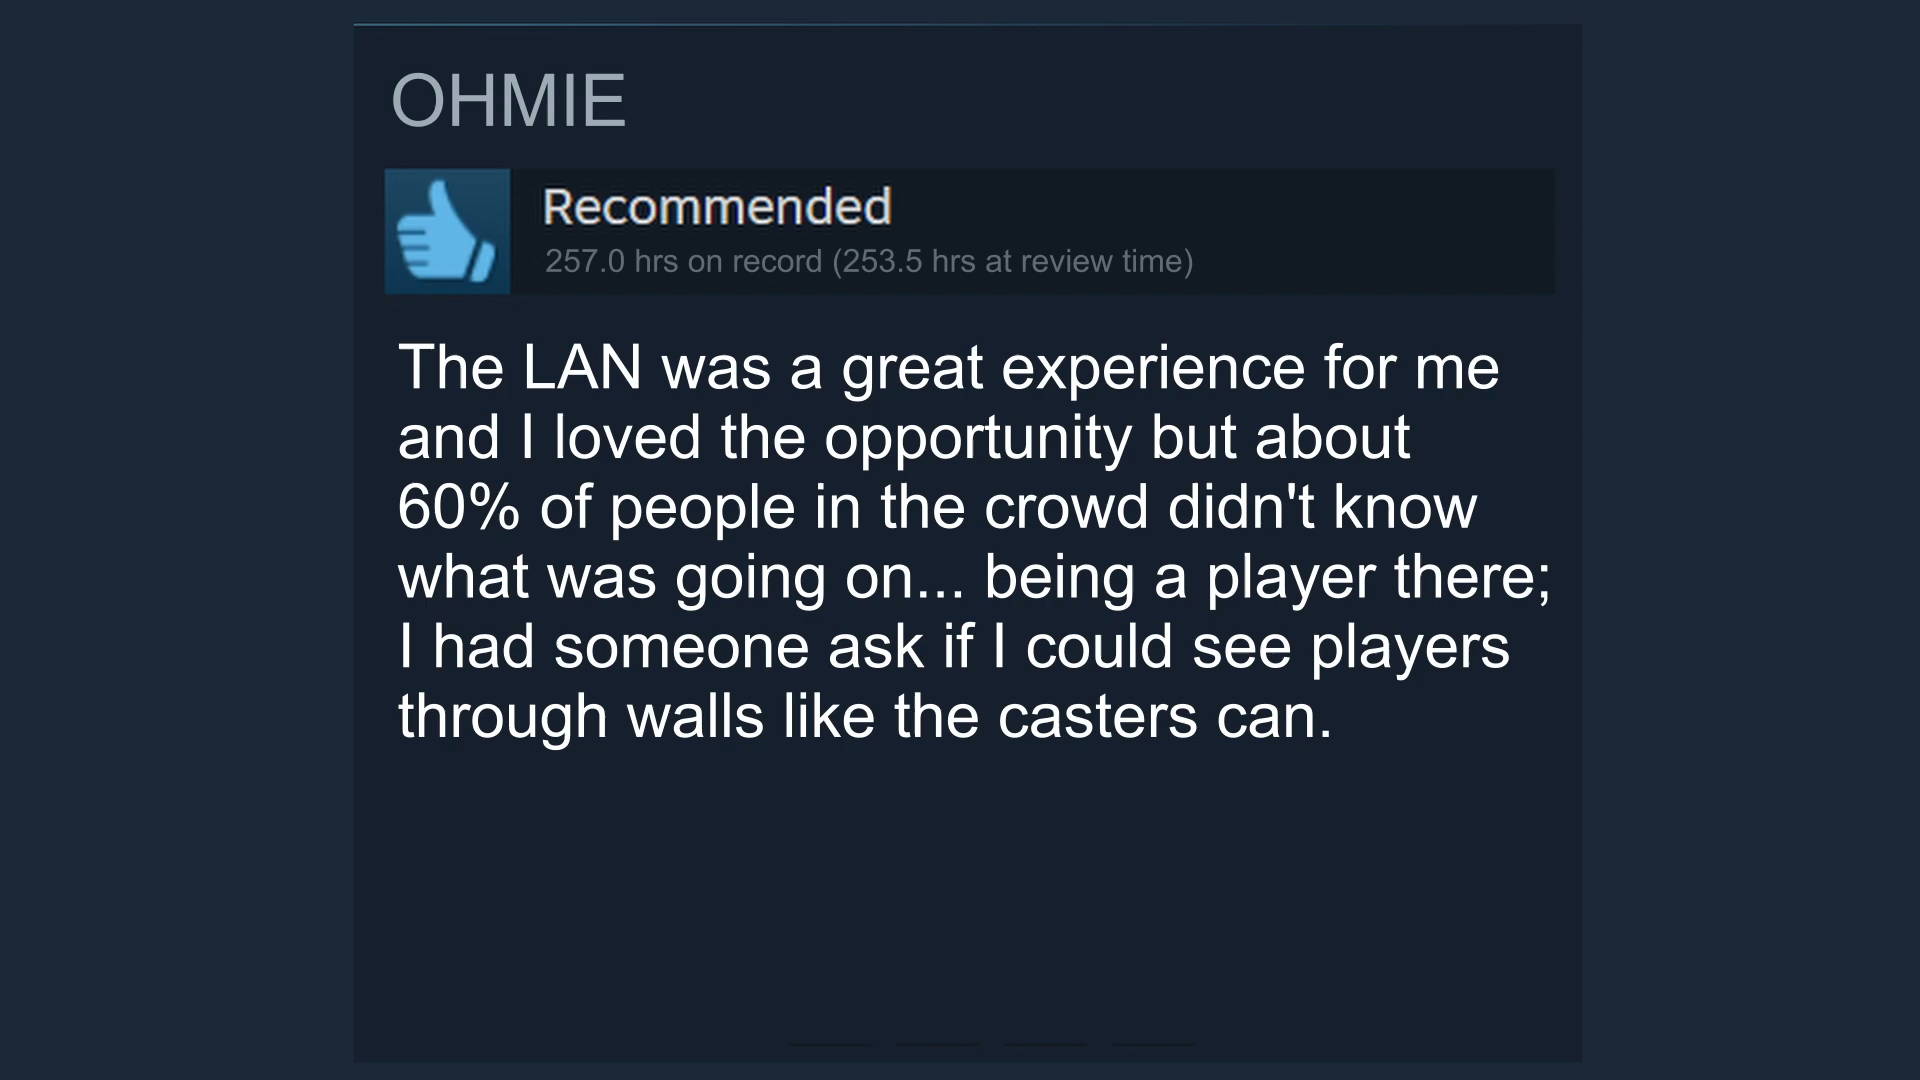 OHMIE
Recommended
257.0 hrs on record (253.5 hrs at review time)
The LAN was a great experience for me
and I loved the opportunity but about
60% of people in the crowd didn't know
what was going on... being a player there;
I had someone ask if I could see players
through walls like the casters can.